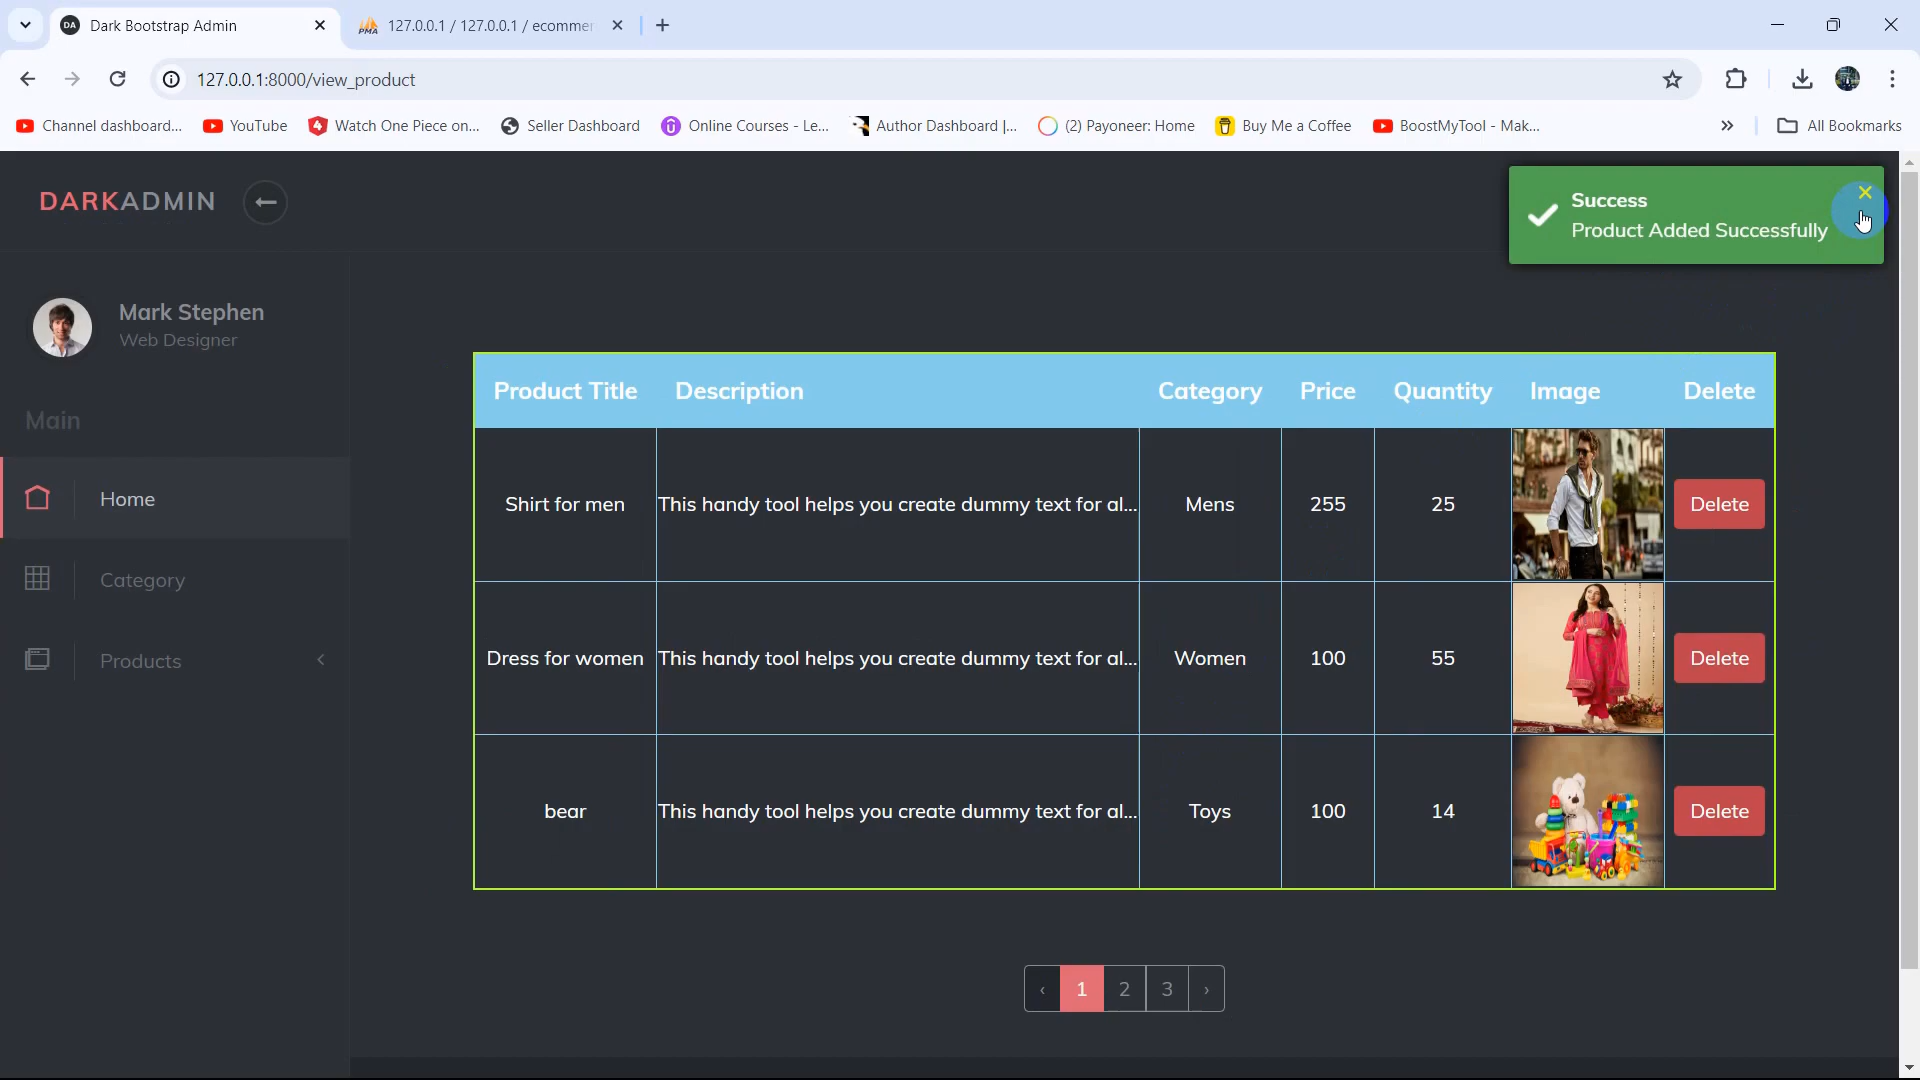 DA Dark Bootstrap Admin
PMA 127.0.0.1 / 127.0.0.1 / ecommer
127.0.0.1:8000/view_product
Channel dashboard... YouTube Watch One Piece on... Seller Dashboard Online Courses - Le... Author Dashboard |... (2) Payoneer: Home Buy Me a Coffee BoostMyTool - Mak... » All Bookmarks
DARKADMIN
Success
Product Added Successfully
Mark Stephen
Web Designer
Main
Home
Category
Products
Product Title Description Category Price Quantity Image Delete
Shirt for men This handy tool helps you create dummy text for al... Mens 255 25 Delete
Dress for women This handy tool helps you create dummy text for al... Women 100 55 Delete
bear This handy tool helps you create dummy text for al... Toys 100 14 Delete
‹ 1 2 3 ›